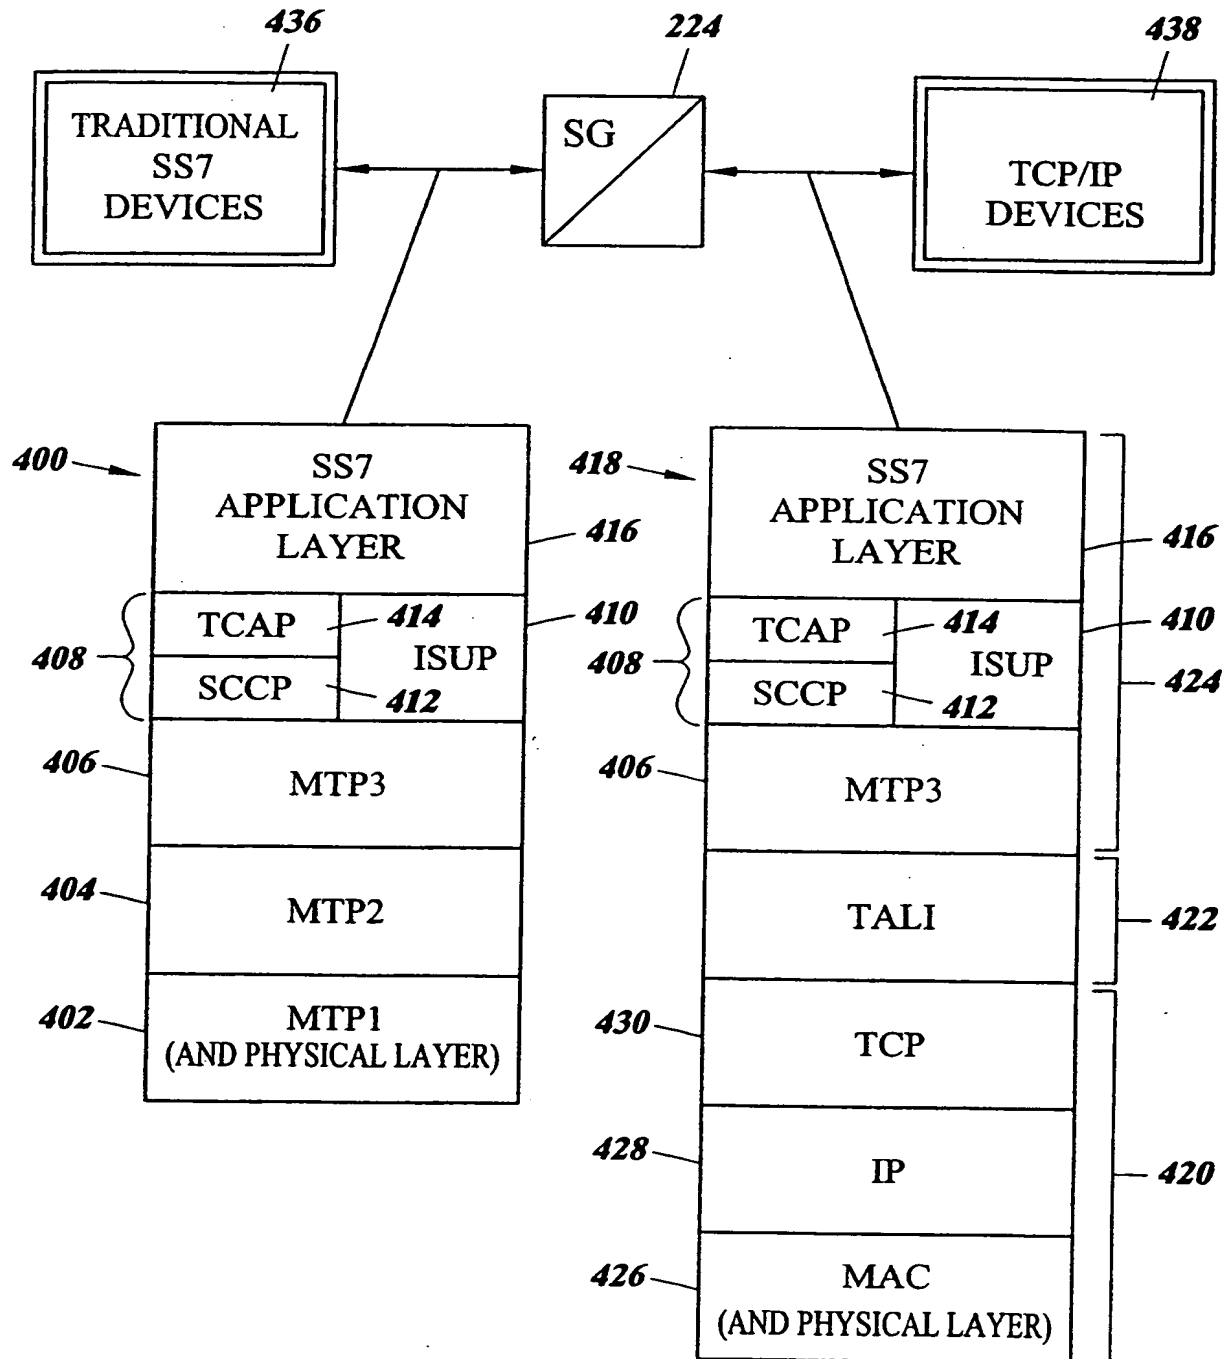 436
224
438
TRADITIONAL
SS7
DEVICES
SG
TCP/IP
DEVICES
400
SS7
APPLICATION
LAYER
416
408
TCAP
414
SCCP
412
ISUP
410
406
MTP3
404
MTP2
402
MTP1
(AND PHYSICAL LAYER)
418
SS7
APPLICATION
LAYER
416
408
TCAP
414
SCCP
412
ISUP
410
424
406
MTP3
TALI
422
430
TCP
428
IP
420
426
MAC
(AND PHYSICAL LAYER)